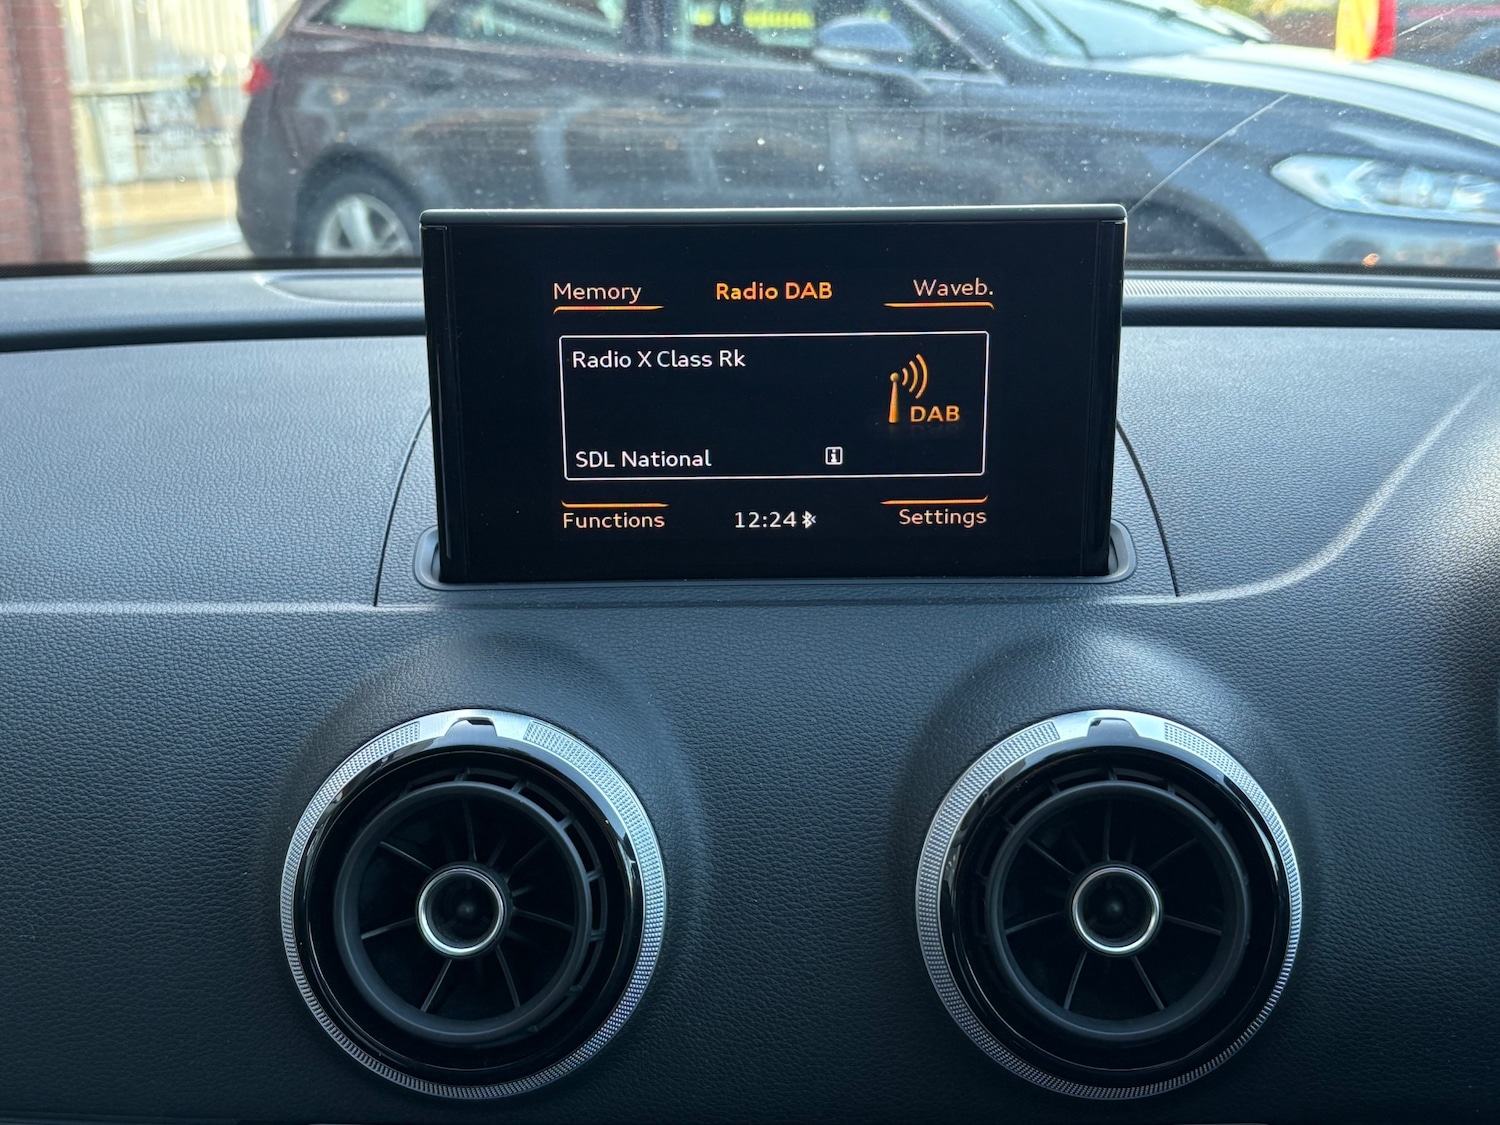 Memory
Radio DAB
Waveb.
Radio X Class Rk
DAB
SDL National
Functions
12:24
Settings